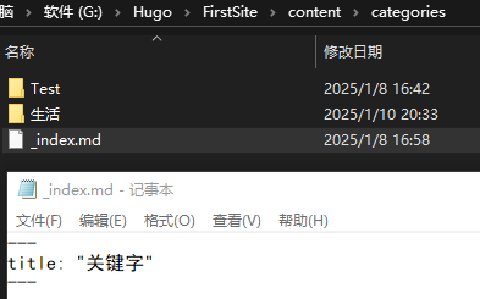 脑 › 软件 (G:) › Hugo › FirstSite › content › categories
名称 修改日期
Test 2025/1/8 16:42
生活 2025/1/10 20:33
_index.md 2025/1/8 16:58
_index.md - 记事本
文件(F) 编辑(E) 格式(O) 查看(V) 帮助(H)
---
title: "关键字"
---